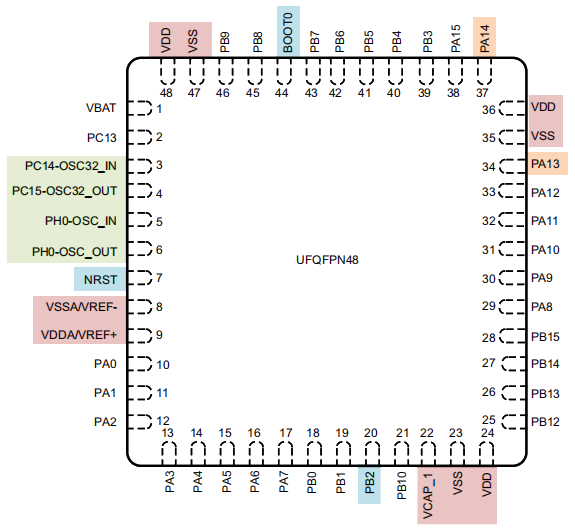 VDD
VSS
PB9
PB8
BOOT0
PB7
PB6
PB5
PB4
PB3
PA15
PA14
48 47 46 45 44 43 42 41 40 39 38 37
VBAT 1 36 VDD
PC13 2 35 VSS
PC14-OSC32_IN 3 34 PA13
PC15-OSC32_OUT 4 33 PA12
PH0-OSC_IN 5 32 PA11
PH0-OSC_OUT 6 31 PA10
UFQFPN48
NRST 7 30 PA9
VSSA/VREF- 8 29 PA8
VDDA/VREF+ 9 28 PB15
PA0 10 27 PB14
PA1 11 26 PB13
PA2 12 25 PB12
13 14 15 16 17 18 19 20 21 22 23 24
PA3
PA4
PA5
PA6
PA7
PB0
PB1
PB2
PB10
VCAP_1
VSS
VDD